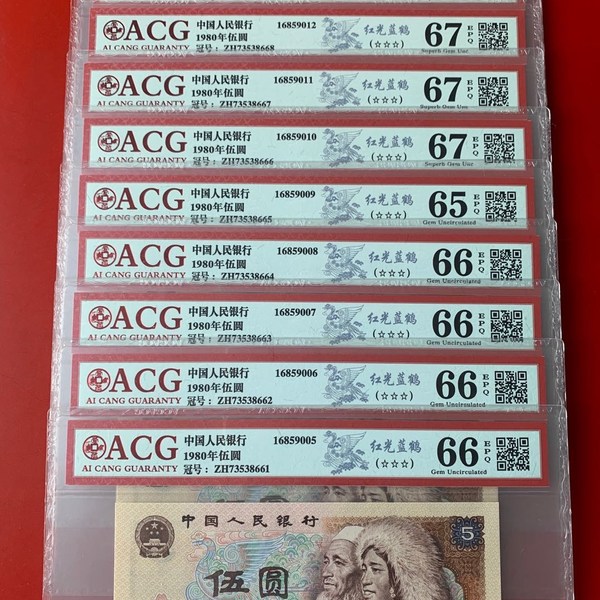 ACG
AI CANG GUARANTY
中国人民银行
1980年伍圆
冠号: ZH73538668
16859012
红光蓝鹤
(☆☆☆)
67 EPQ
Superb Gem Unc
ACG
AI CANG GUARANTY
中国人民银行
1980年伍圆
冠号: ZH73538667
16859011
红光蓝鹤
(☆☆☆)
67 EPQ
Superb Gem Unc
ACG
AI CANG GUARANTY
中国人民银行
1980年伍圆
冠号: ZH73538666
16859010
红光蓝鹤
(☆☆☆)
67 EPQ
Superb Gem Unc
ACG
AI CANG GUARANTY
中国人民银行
1980年伍圆
冠号: ZH73538665
16859009
红光蓝鹤
(☆☆☆)
65 EPQ
Gem Uncirculated
ACG
AI CANG GUARANTY
中国人民银行
1980年伍圆
冠号: ZH73538664
16859008
红光蓝鹤
(☆☆☆)
66 EPQ
Gem Uncirculated
ACG
AI CANG GUARANTY
中国人民银行
1980年伍圆
冠号: ZH73538663
16859007
红光蓝鹤
(☆☆☆)
66 EPQ
Gem Uncirculated
ACG
AI CANG GUARANTY
中国人民银行
1980年伍圆
冠号: ZH73538662
16859006
红光蓝鹤
(☆☆☆)
66 EPQ
Gem Uncirculated
ACG
AI CANG GUARANTY
中国人民银行
1980年伍圆
冠号: ZH73538661
16859005
红光蓝鹤
(☆☆☆)
66 EPQ
Gem Uncirculated
中国人民银行
伍圆
5